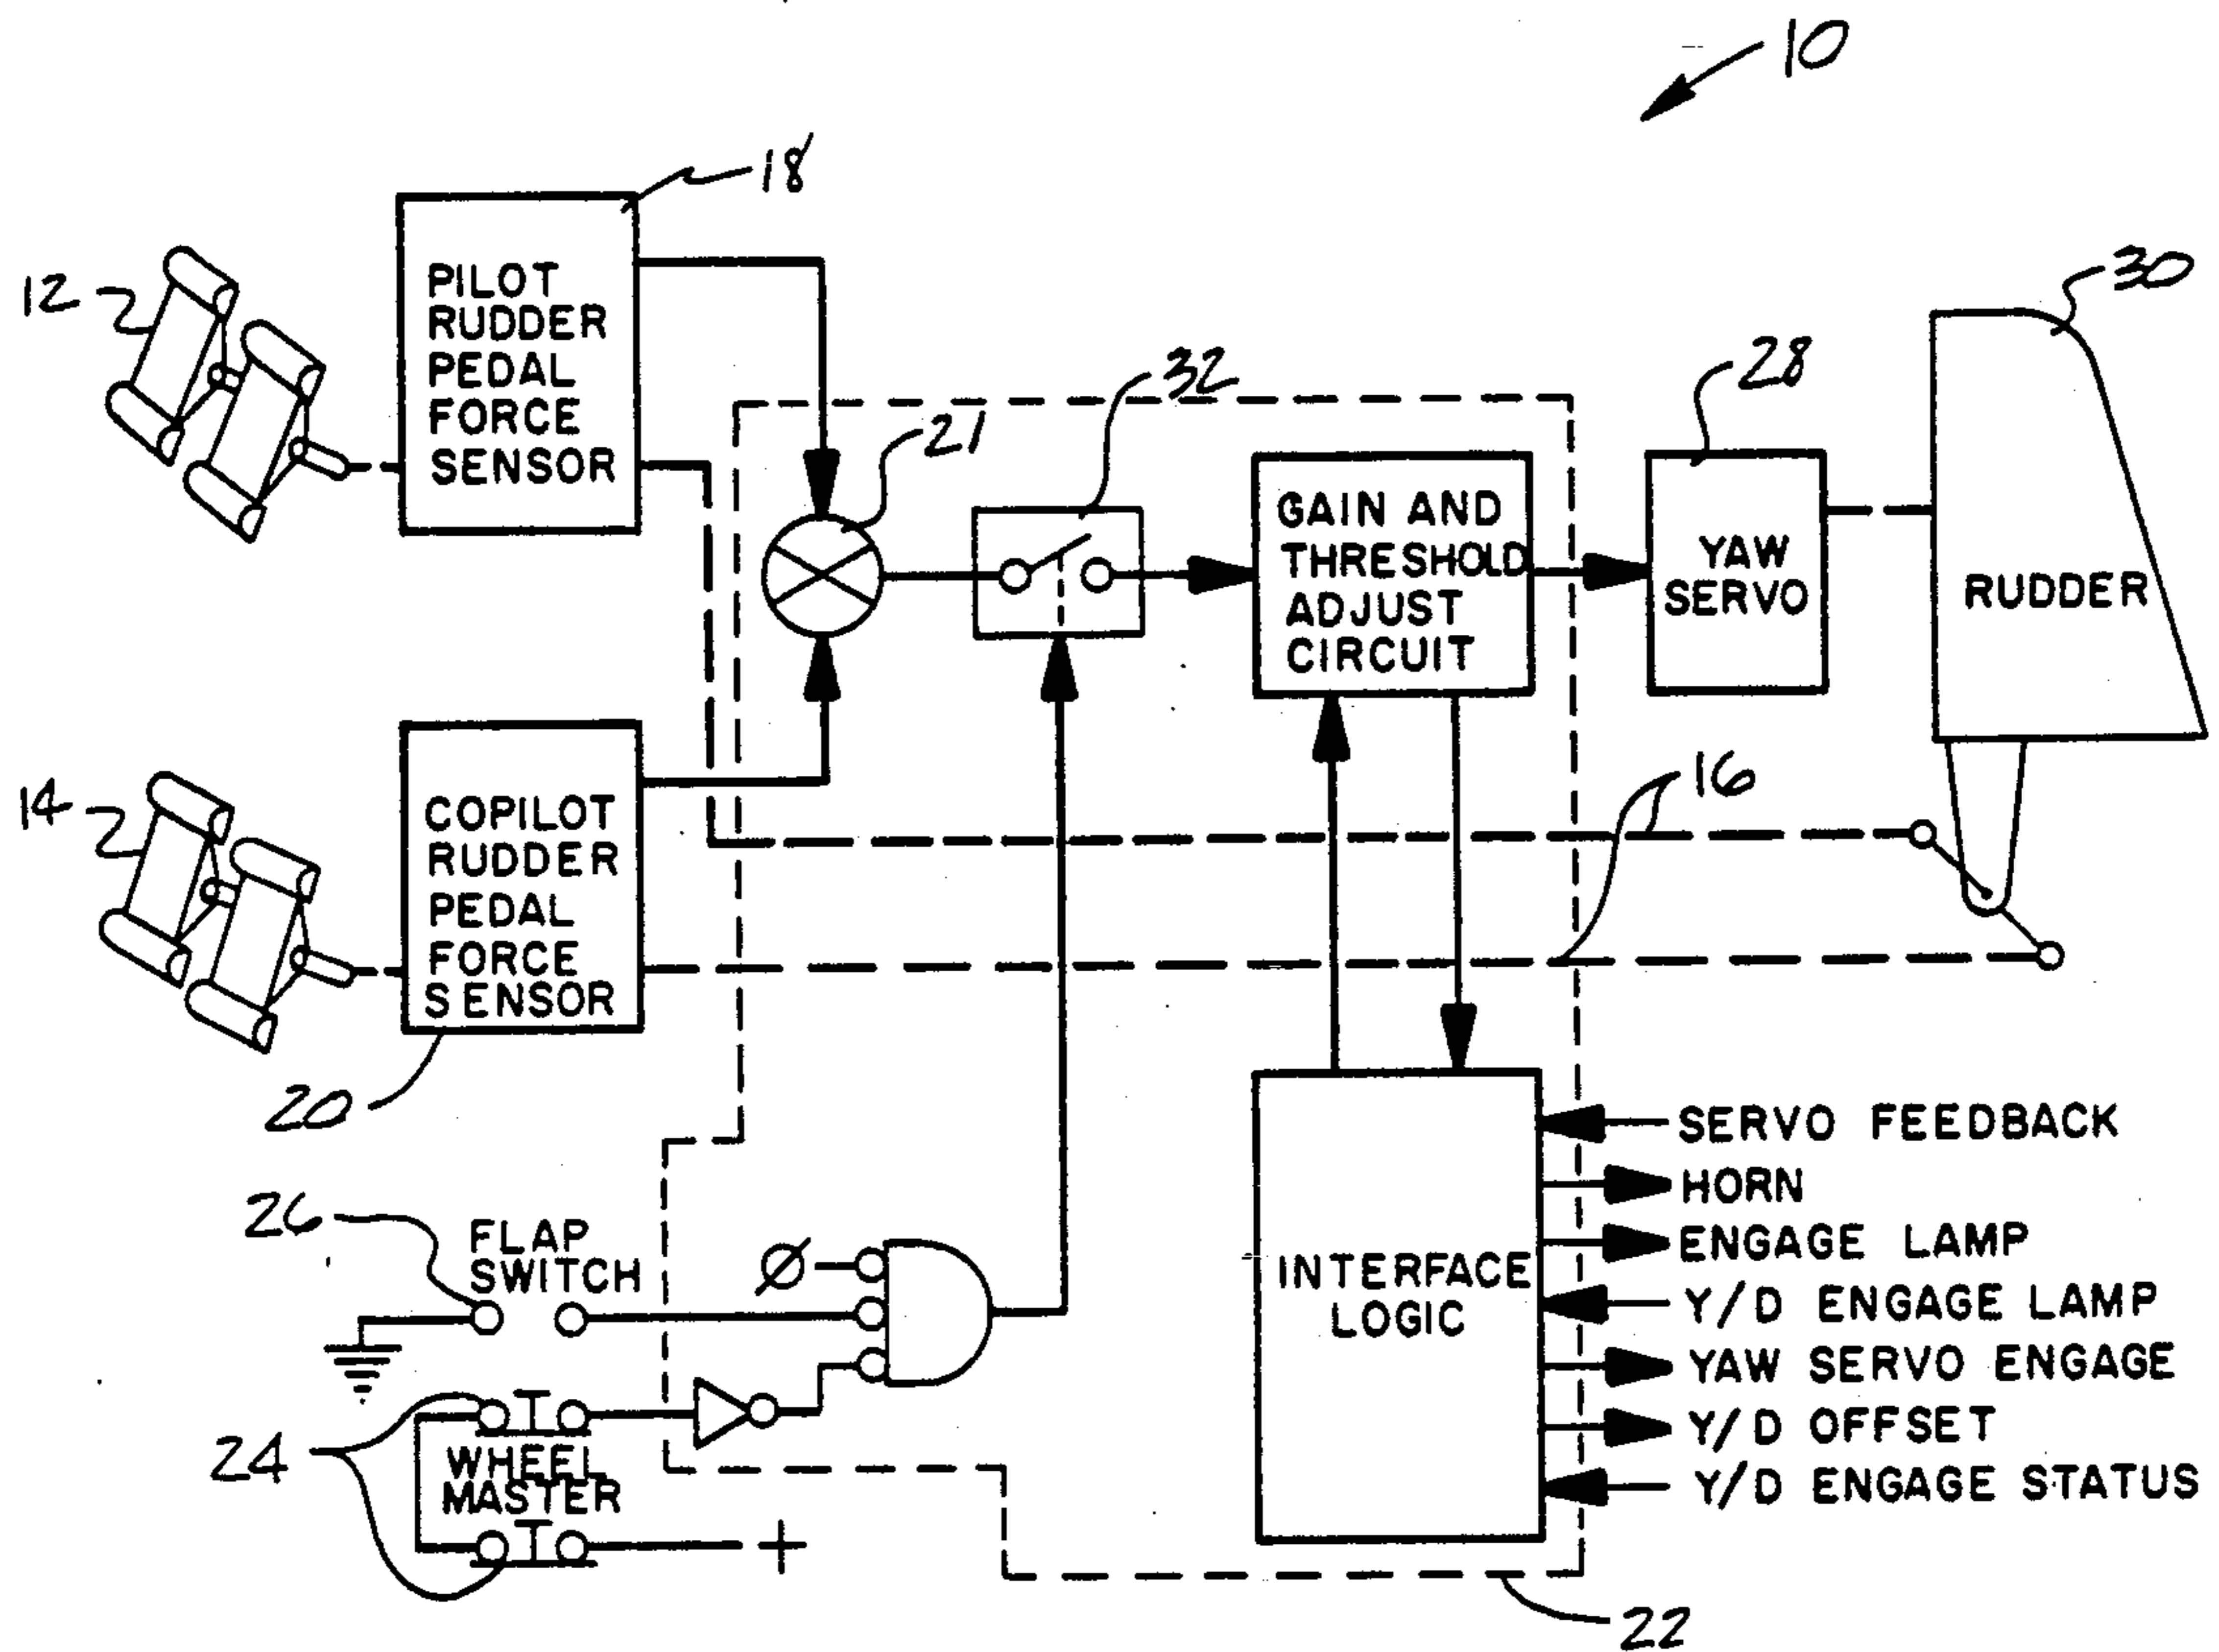 10
18
PILOT
RUDDER
PEDAL
FORCE
SENSOR
12
30
28
32
21
GAIN AND
THRESHOLD
ADJUST
CIRCUIT
YAW
SERVO
RUDDER
16
14
COPILOT
RUDDER
PEDAL
FORCE
SENSOR
20
26
FLAP
SWITCH
Ø
24
WHEEL
MASTER
+
INTERFACE
LOGIC
SERVO FEEDBACK
HORN
ENGAGE LAMP
Y/D ENGAGE LAMP
YAW SERVO ENGAGE
Y/D OFFSET
Y/D ENGAGE STATUS
22